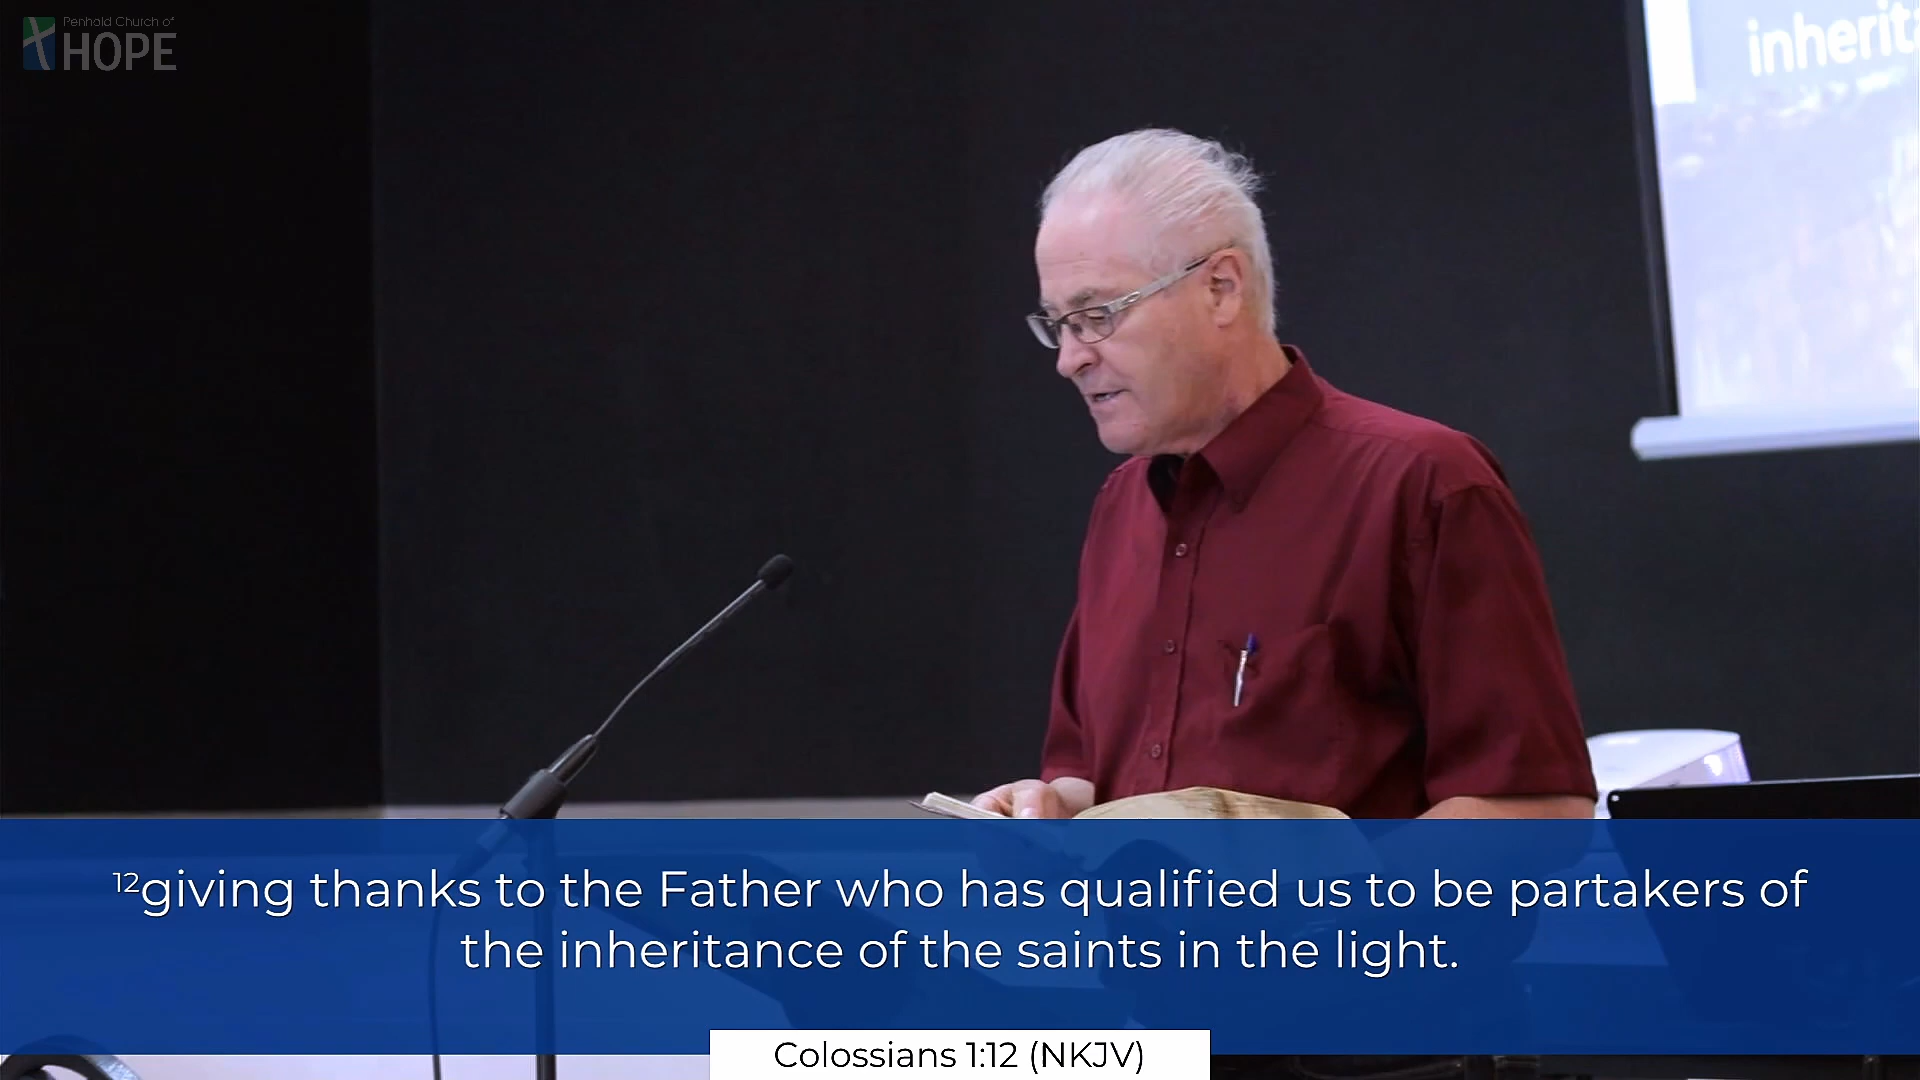 Penhold Church of
HOPE
12giving thanks to the Father who has qualified us to be partakers of
the inheritance of the saints in the light.
Colossians 1:12 (NKJV)